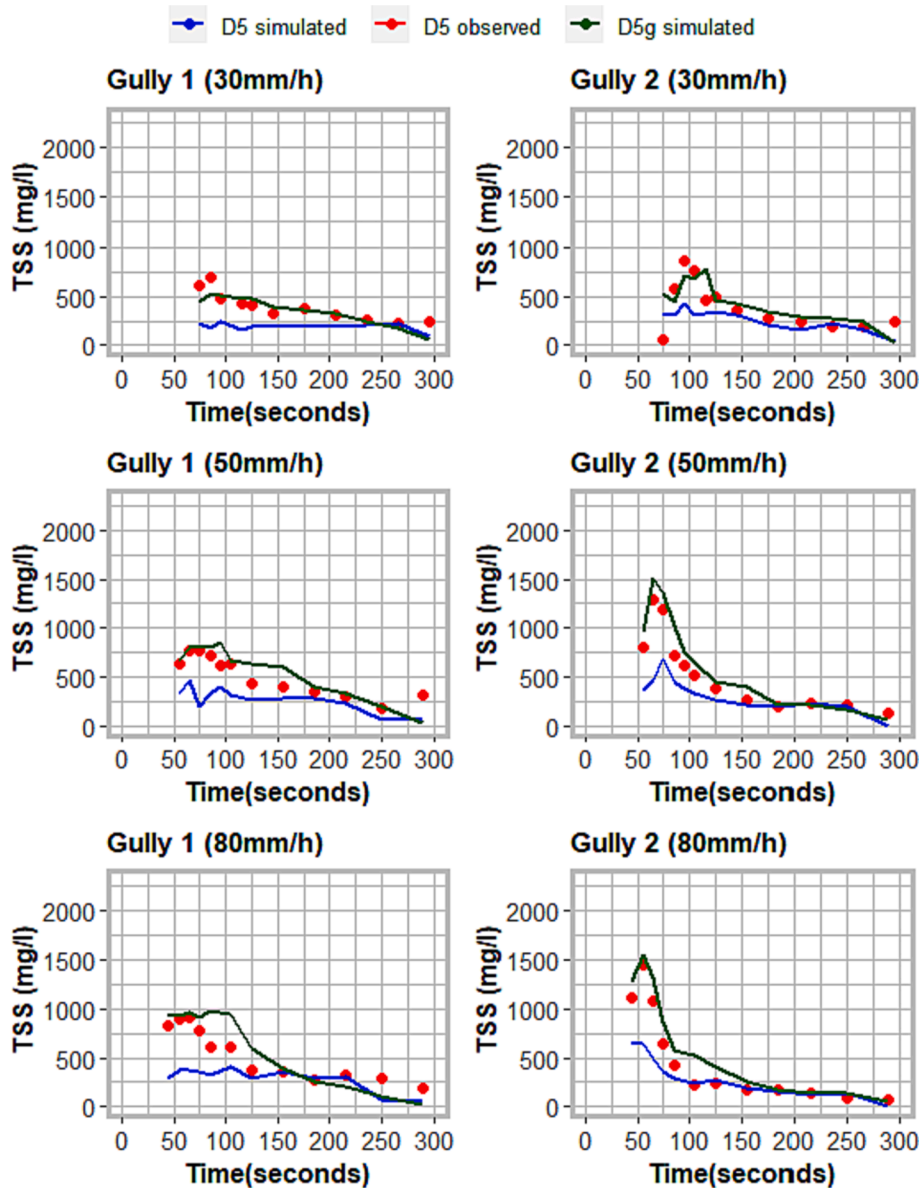 D5 simulated D5 observed D5g simulated
Gully 1 (30mm/h) Gully 2 (30mm/h)
TSS (mg/l) TSS (mg/l)
2000 2000
1500 1500
1000 1000
500 500
0 0
0 50 100 150 200 250 300 0 50 100 150 200 250 300
Time(seconds) Time(seconds)
Gully 1 (50mm/h) Gully 2 (50mm/h)
TSS (mg/l) TSS (mg/l)
2000 2000
1500 1500
1000 1000
500 500
0 0
0 50 100 150 200 250 300 0 50 100 150 200 250 300
Time(seconds) Time(seconds)
Gully 1 (80mm/h) Gully 2 (80mm/h)
TSS (mg/l) TSS (mg/l)
2000 2000
1500 1500
1000 1000
500 500
0 0
0 50 100 150 200 250 300 0 50 100 150 200 250 300
Time(seconds) Time(seconds)